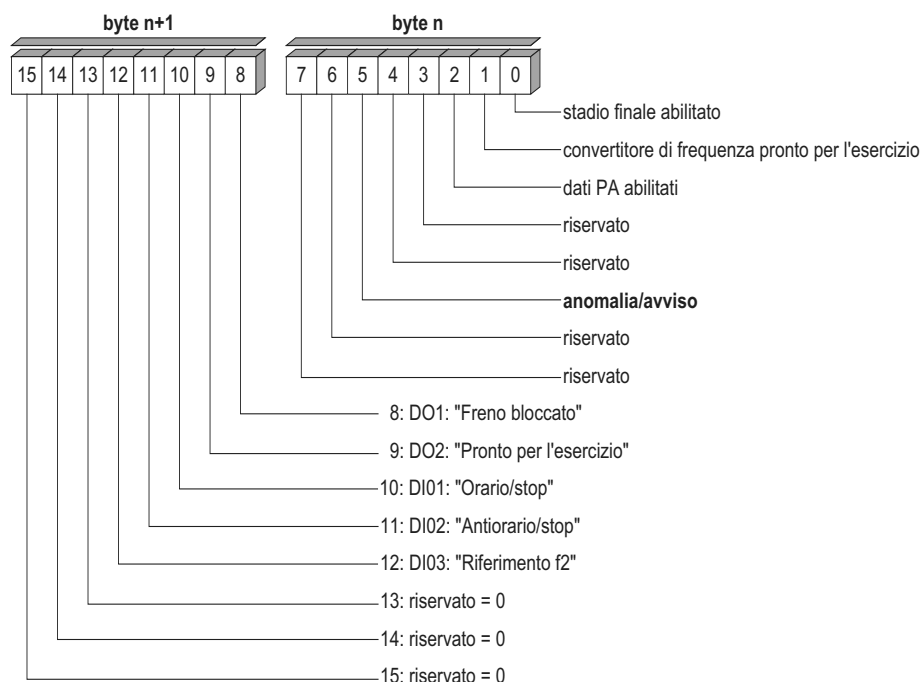 byte n+1 byte n
15 14 13 12 11 10 9 8 7 6 5 4 3 2 1 0
stadio finale abilitato
convertitore di frequenza pronto per l'esercizio
dati PA abilitati
riservato
riservato
anomalia/avviso
riservato
riservato
8: DO1: "Freno bloccato"
9: DO2: "Pronto per l'esercizio"
10: DI01: "Orario/stop"
11: DI02: "Antiorario/stop"
12: DI03: "Riferimento f2"
13: riservato = 0
14: riservato = 0
15: riservato = 0